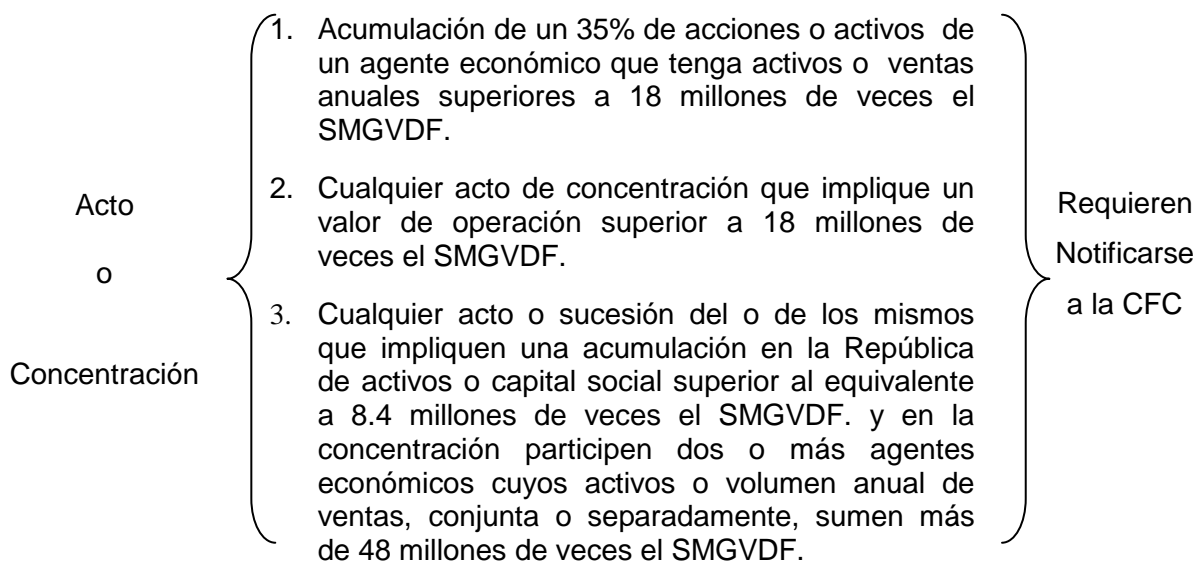 Acto
o
Concentración
1. Acumulación de un 35% de acciones o activos de
un agente económico que tenga activos o ventas
anuales superiores a 18 millones de veces el
SMGVDF.
2. Cualquier acto de concentración que implique un
valor de operación superior a 18 millones de
veces el SMGVDF.
3. Cualquier acto o sucesión del o de los mismos
que impliquen una acumulación en la República
de activos o capital social superior al equivalente
a 8.4 millones de veces el SMGVDF. y en la
concentración participen dos o más agentes
económicos cuyos activos o volumen anual de
ventas, conjunta o separadamente, sumen más
de 48 millones de veces el SMGVDF.
Requieren
Notificarse
a la CFC